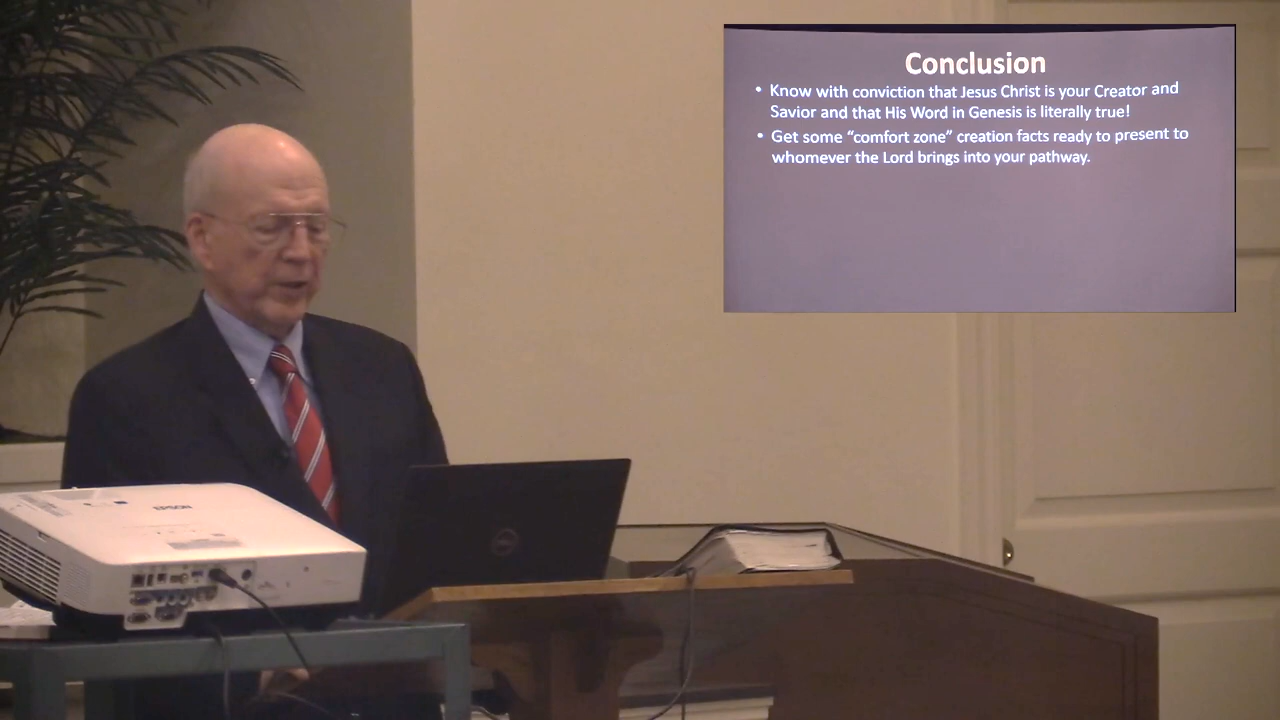 Conclusion
• Know with conviction that Jesus Christ is your Creator and
Savior and that His Word in Genesis is literally true!
• Get some “comfort zone” creation facts ready to present to
whomever the Lord brings into your pathway.
EPSON
DELL